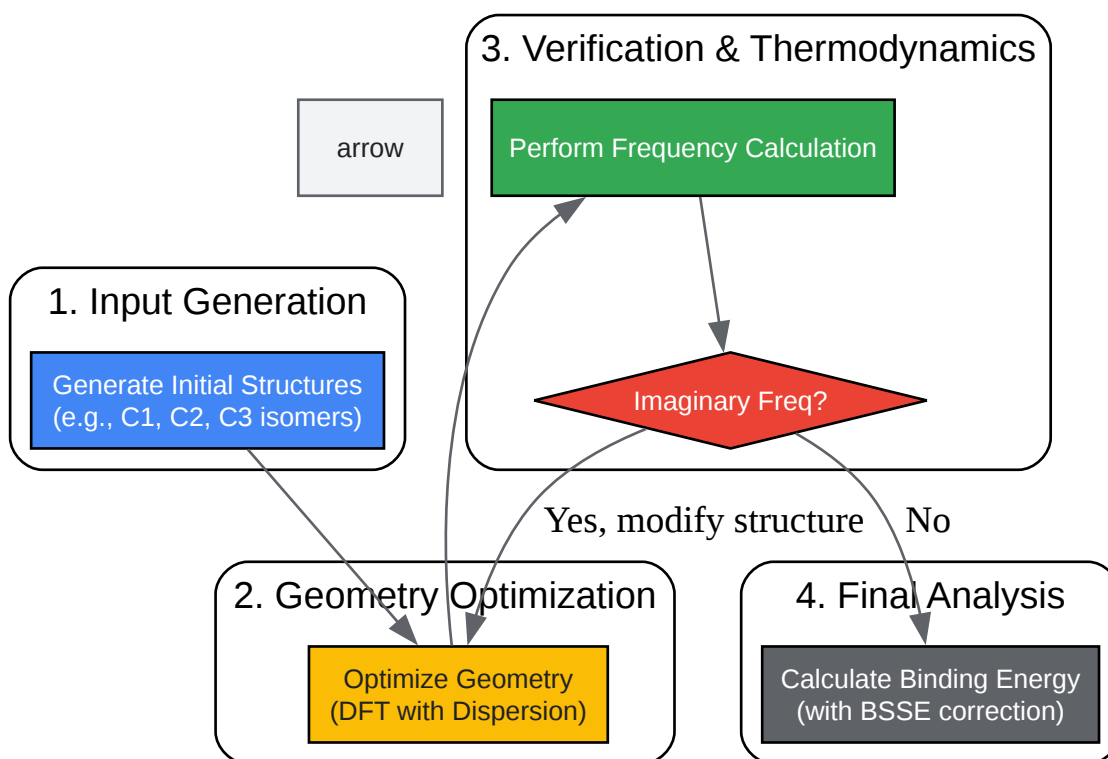 3. Verification & Thermodynamics
arrow
Perform Frequency Calculation
1. Input Generation
Generate Initial Structures
(e.g., C1, C2, C3 isomers)
Imaginary Freq?
Yes, modify structure
No
2. Geometry Optimization
Optimize Geometry
(DFT with Dispersion)
4. Final Analysis
Calculate Binding Energy
(with BSSE correction)